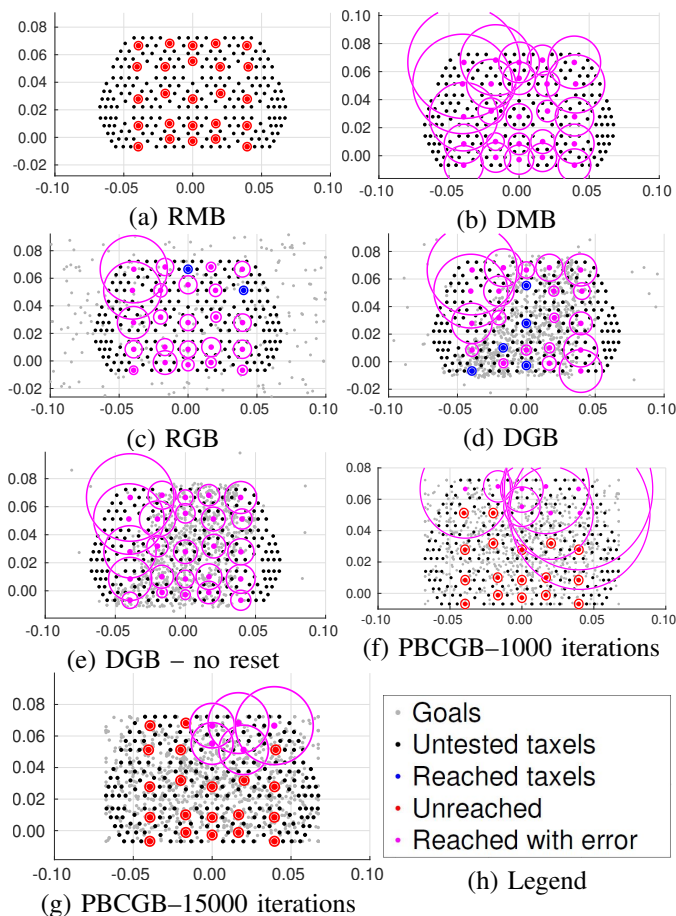 0.08
0.06
0.04
0.02
0.00
-0.02
-0.10 -0.05 0.00 0.05 0.10
(a) RMB
0.10
0.08
0.06
0.04
0.02
0.00
-0.10 -0.05 0.00 0.05 0.10
(b) DMB
0.08
0.06
0.04
0.02
0.00
-0.02
-0.10 -0.05 0.00 0.05 0.10
(c) RGB
0.08
0.06
0.04
0.02
0.00
-0.02
-0.10 -0.05 0.00 0.05 0.10
(d) DGB
0.08
0.06
0.04
0.02
0.00
-0.10 -0.05 0.00 0.05 0.10
(e) DGB – no reset
0.08
0.06
0.04
0.02
0.00
-0.10 -0.05 0.00 0.05 0.10
(f) PBCGB–1000 iterations
0.08
0.06
0.04
0.02
0.00
-0.10 -0.05 0.00 0.05 0.10
(g) PBCGB–15000 iterations
Goals
Untested taxels
Reached taxels
Unreached
Reached with error
(h) Legend